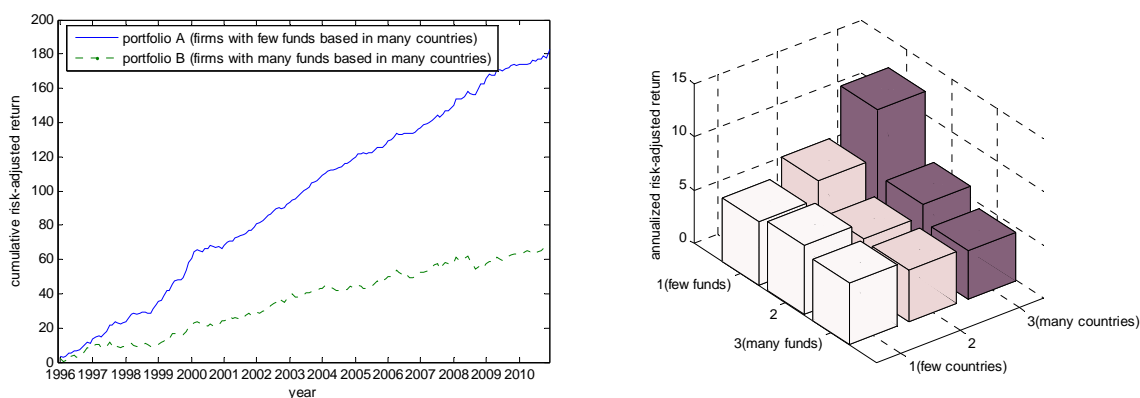 200
180
160
140
120
100
80
60
40
20
0
cumulative risk-adjusted return
portfolio A (firms with few funds based in many countries)
portfolio B (firms with many funds based in many countries)
1996 1997 1998 1999 2000 2001 2002 2003 2004 2005 2006 2007 2008 2009 2010
year
annualized risk-adjusted return
15
10
5
0
1(few funds)
2
3(many funds)
1(few countries)
2
3(many countries)